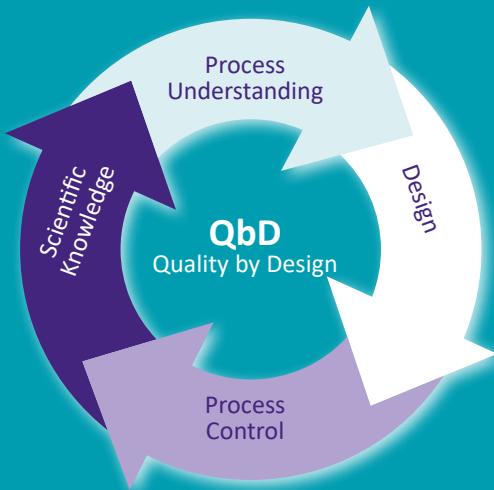 Process
Understanding
Design
QbD
Quality by Design
Scientific
Knowledge
Process
Control